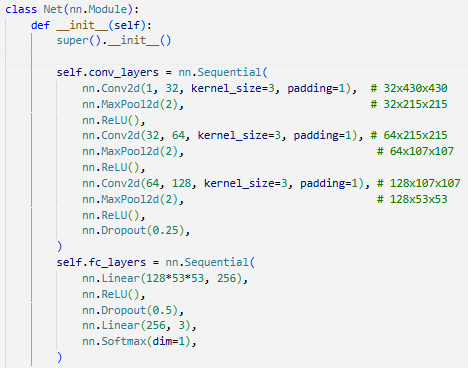 class Net(nn.Module):
    def __init__(self):
        super().__init__()

        self.conv_layers = nn.Sequential(
            nn.Conv2d(1, 32, kernel_size=3, padding=1),  # 32x430x430
            nn.MaxPool2d(2),                             # 32x215x215
            nn.ReLU(),
            nn.Conv2d(32, 64, kernel_size=3, padding=1), # 64x215x215
            nn.MaxPool2d(2),                              # 64x107x107
            nn.ReLU(),
            nn.Conv2d(64, 128, kernel_size=3, padding=1), # 128x107x107
            nn.MaxPool2d(2),                              # 128x53x53
            nn.ReLU(),
            nn.Dropout(0.25),
        )
        self.fc_layers = nn.Sequential(
            nn.Linear(128*53*53, 256),
            nn.ReLU(),
            nn.Dropout(0.5),
            nn.Linear(256, 3),
            nn.Softmax(dim=1),
        )